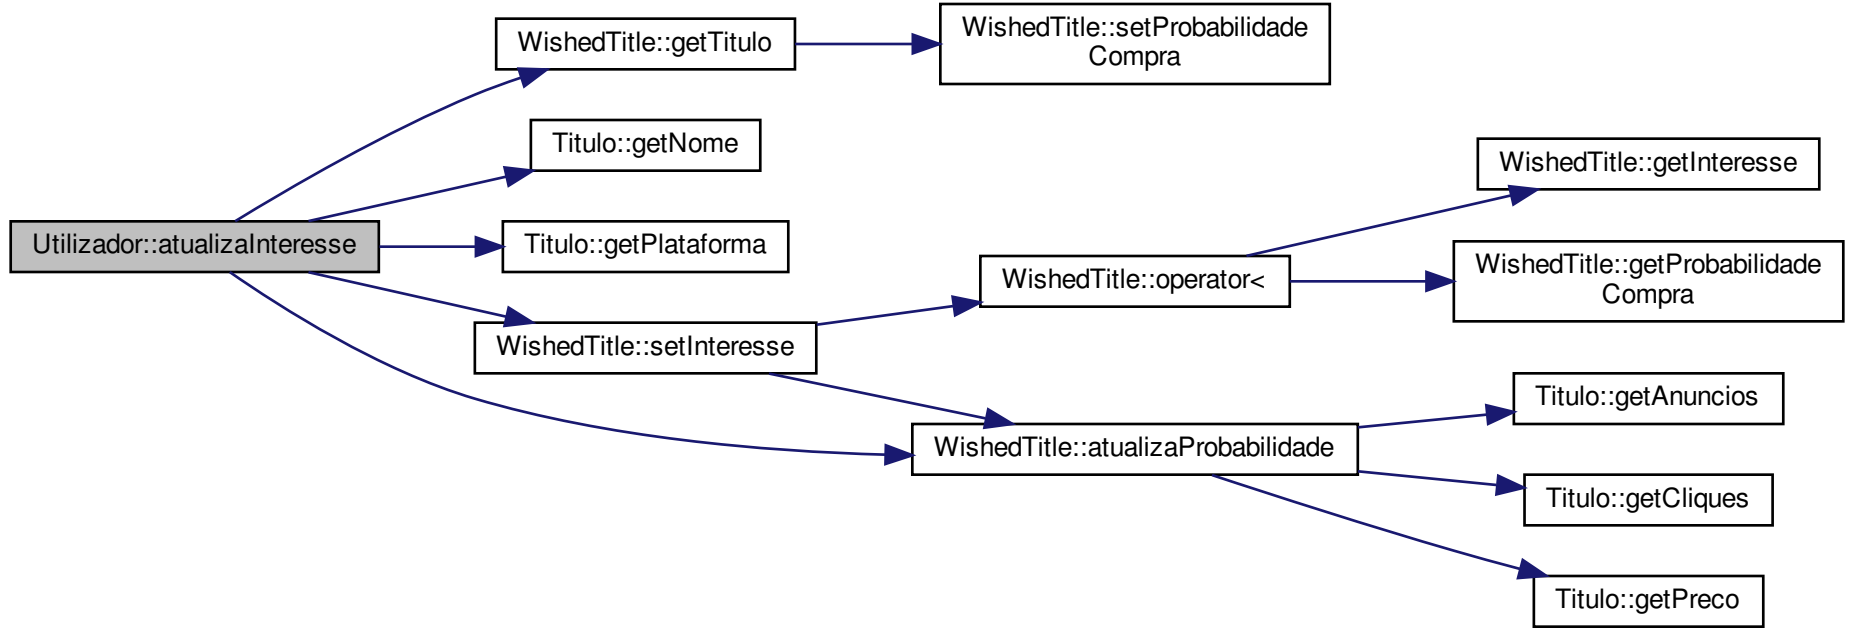 WishedTitle::getTitulo
WishedTitle::setProbabilidade
Compra
Titulo::getNome
WishedTitle::getInteresse
Utilizador::atualizaInteresse
Titulo::getPlataforma
WishedTitle::operator<
WishedTitle::getProbabilidade
Compra
WishedTitle::setInteresse
Titulo::getAnuncios
WishedTitle::atualizaProbabilidade
Titulo::getCliques
Titulo::getPreco